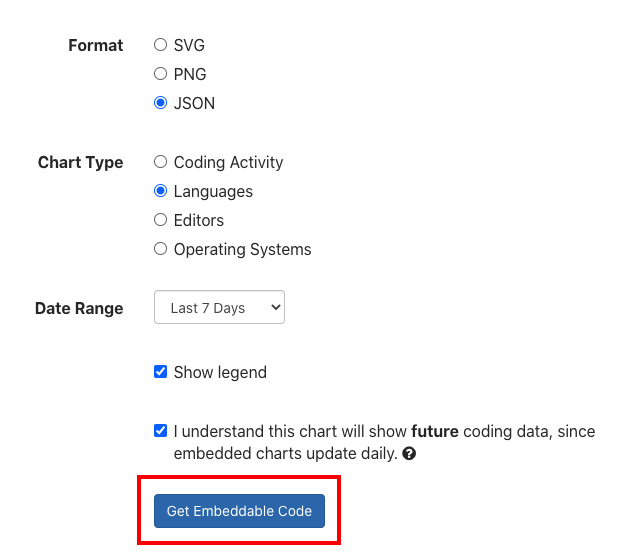 Format
SVG
PNG
JSON
Chart Type
Coding Activity
Languages
Editors
Operating Systems
Date Range
Last 7 Days
Show legend
I understand this chart will show future coding data, since
embedded charts update daily. ?
Get Embeddable Code